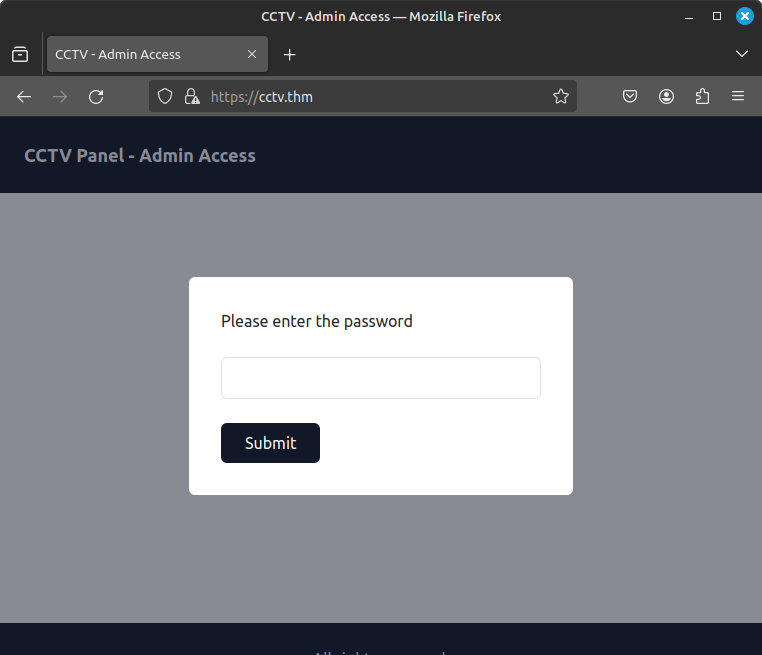 CCTV - Admin Access — Mozilla Firefox
CCTV - Admin Access
https://cctv.thm
CCTV Panel - Admin Access
Please enter the password
Submit